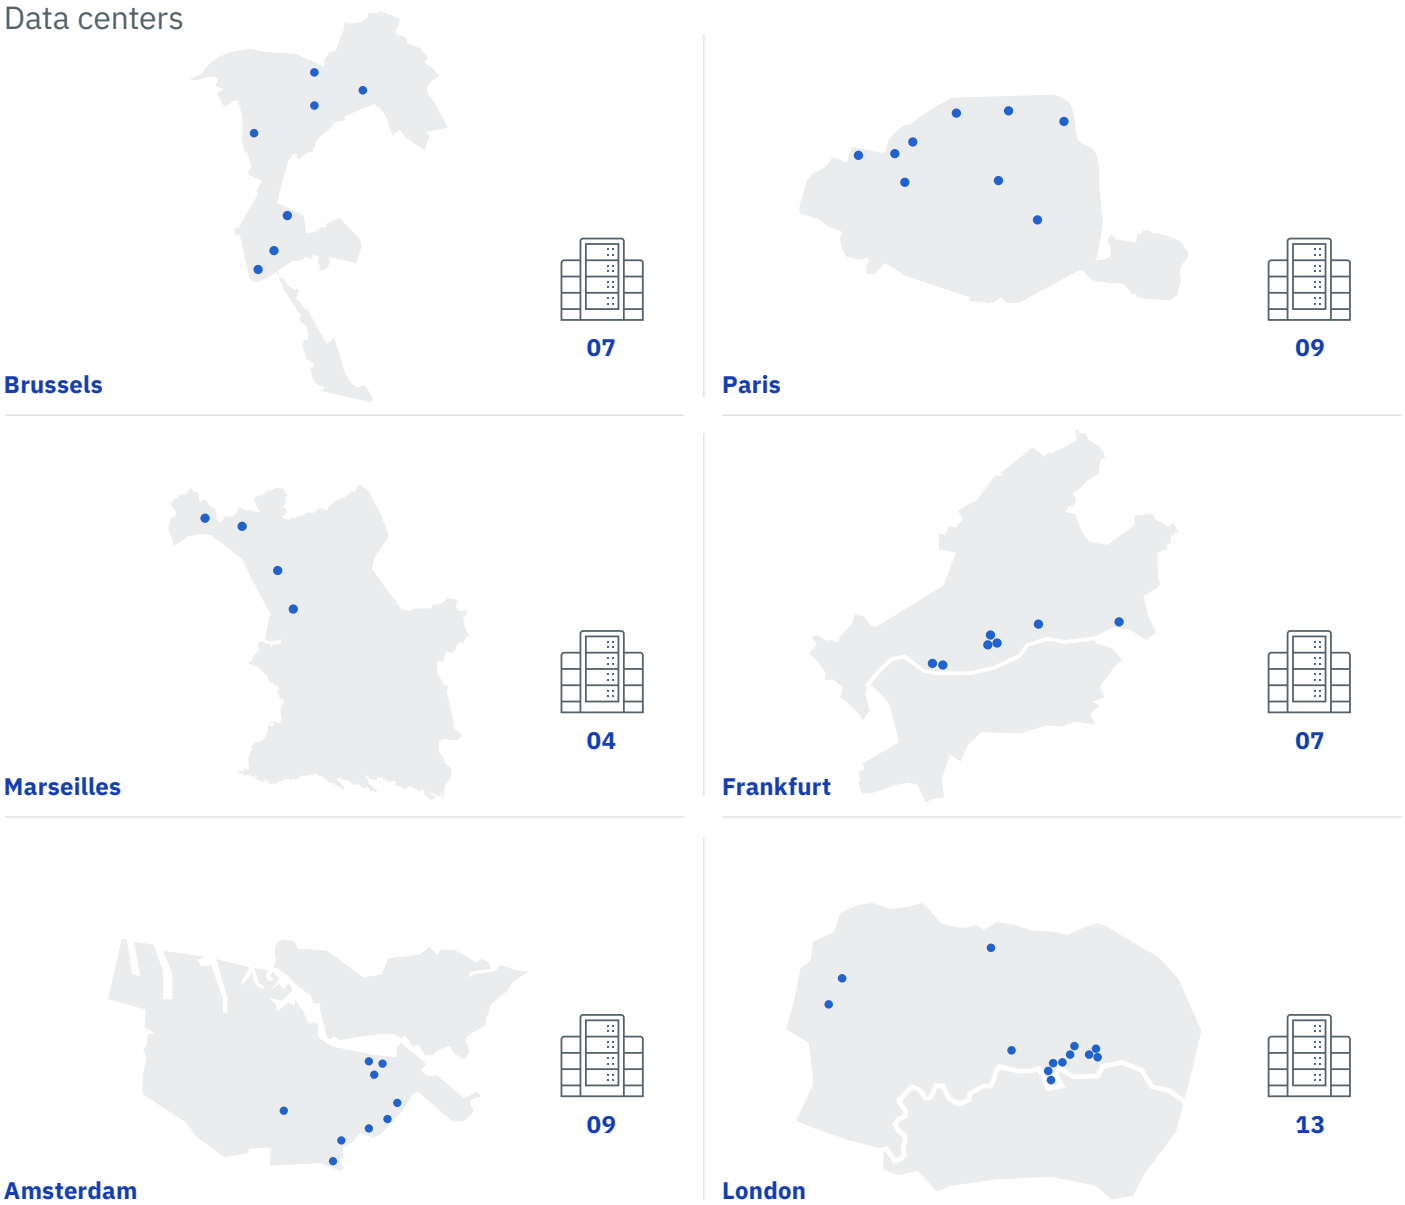 Data centers
07
Brussels
09
Paris
04
Marseilles
07
Frankfurt
09
Amsterdam
13
London